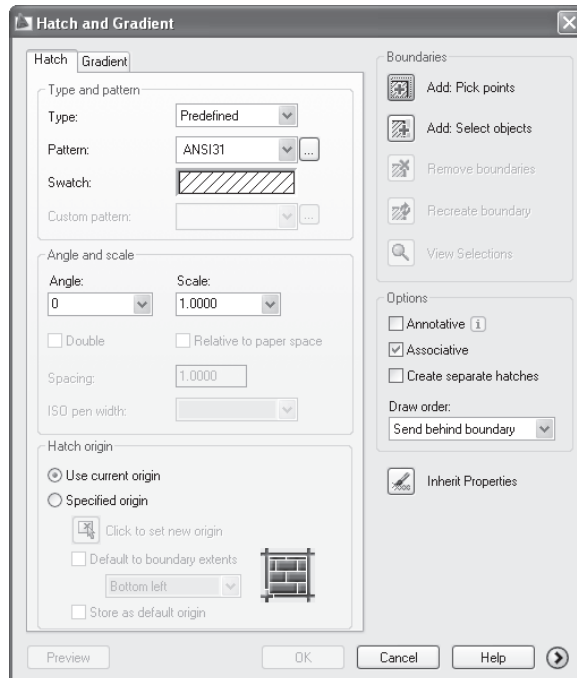 Hatch and Gradient
Hatch
Gradient
Type and pattern
Type:
Predefined
Pattern:
ANSI31
...
Swatch:
Custom pattern:
...
Angle and scale
Angle:
Scale:
0
1.0000
Double
Relative to paper space
Spacing:
1.0000
ISO pen width:
Hatch origin
Use current origin
Specified origin
Click to set new origin
Default to boundary extents
Bottom left
Store as default origin
Boundaries
Add: Pick points
Add: Select objects
Remove boundaries
Recreate boundary
View Selections
Options
Annotative
Associative
Create separate hatches
Draw order:
Send behind boundary
Inherit Properties
Preview
OK
Cancel
Help